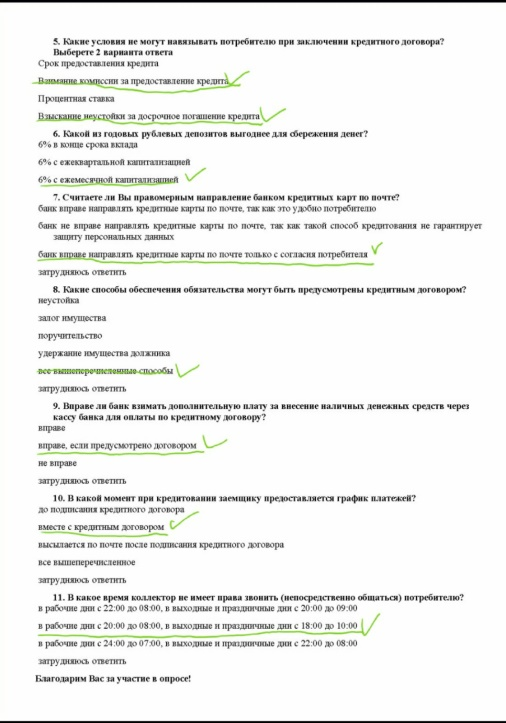 5. Какие условия не могут навязывать потребителю при заключении кредитного договора?
Выберете 2 варианта ответа
Срок предоставления кредита
Взимание комиссии за предоставление кредита
Процентная ставка
Взыскание неустойки за досрочное погашение кредита
6. Какой из годовых рублевых депозитов выгоднее для сбережения денег?
6% в конце срока вклада
6% с ежеквартальной капитализацией
6% с ежемесячной капитализацией
7. Считаете ли Вы правомерным направление банком кредитных карт по почте?
банк вправе направлять кредитные карты по почте, так как это удобно потребителю
банк не вправе направлять кредитные карты по почте, так как такой способ кредитования не гарантирует
защиту персональных данных
банк вправе направлять кредитные карты по почте только с согласия потребителя
затрудняюсь ответить
8. Какие способы обеспечения обязательства могут быть предусмотрены кредитным договором?
неустойка
залог имущества
поручительство
удержание имущества должника
все вышеперечисленные способы
затрудняюсь ответить
9. Вправе ли банк взимать дополнительную плату за внесение наличных денежных средств через
кассу банка для оплаты по кредитному договору?
вправе
вправе, если предусмотрено договором
не вправе
затрудняюсь ответить
10. В какой момент при кредитовании заемщику предоставляется график платежей?
до подписания кредитного договора
вместе с кредитным договором
высылается по почте после подписания кредитного договора
все вышеперечисленное
затрудняюсь ответить
11. В какое время коллектор не имеет права звонить (непосредственно общаться) потребителю?
в рабочие дни с 22:00 до 08:00, в выходные и праздничные дни с 20:00 до 09:00
в рабочие дни с 20:00 до 08:00, в выходные и праздничные дни с 18:00 до 10:00
в рабочие дни с 24:00 до 07:00, в выходные и праздничные дни с 22:00 до 08:00
затрудняюсь ответить
Благодарим Вас за участие в опросе!